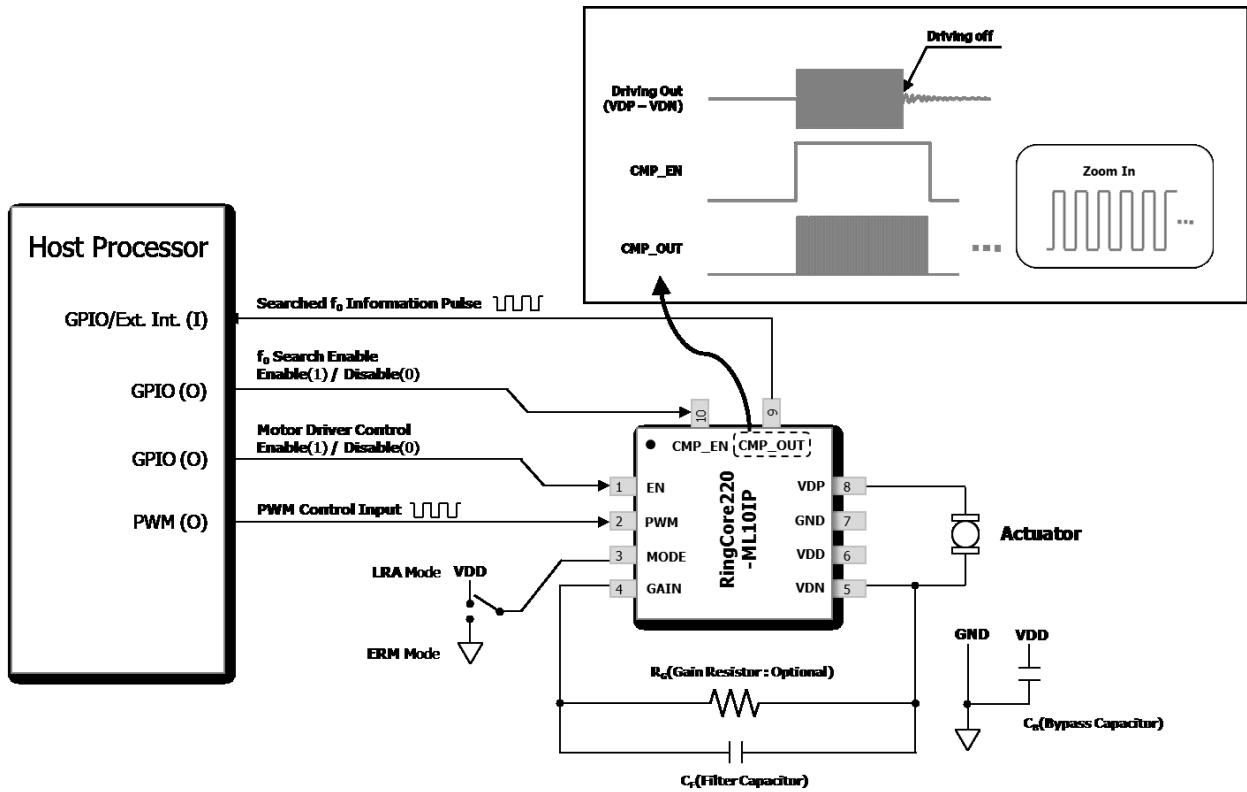 Driving off
Driving Out
(VDP – VDN)
CMP_EN
CMP_OUT
Zoom In
Host Processor
GPIO/Ext. Int. (I)
GPIO (O)
GPIO (O)
PWM (O)
Searched f0 Information Pulse
f0 Search Enable
Enable(1) / Disable(0)
Motor Driver Control
Enable(1) / Disable(0)
PWM Control Input
LRA Mode
VDD
ERM Mode
10
9
CMP_EN
CMP_OUT
1
EN
2
PWM
3
MODE
4
GAIN
RingCore220
-ML10IP
VDP
8
GND
7
VDD
6
VDN
5
Actuator
GND
VDD
CB(Bypass Capacitor)
RG(Gain Resistor : Optional)
CF(Filter Capacitor)